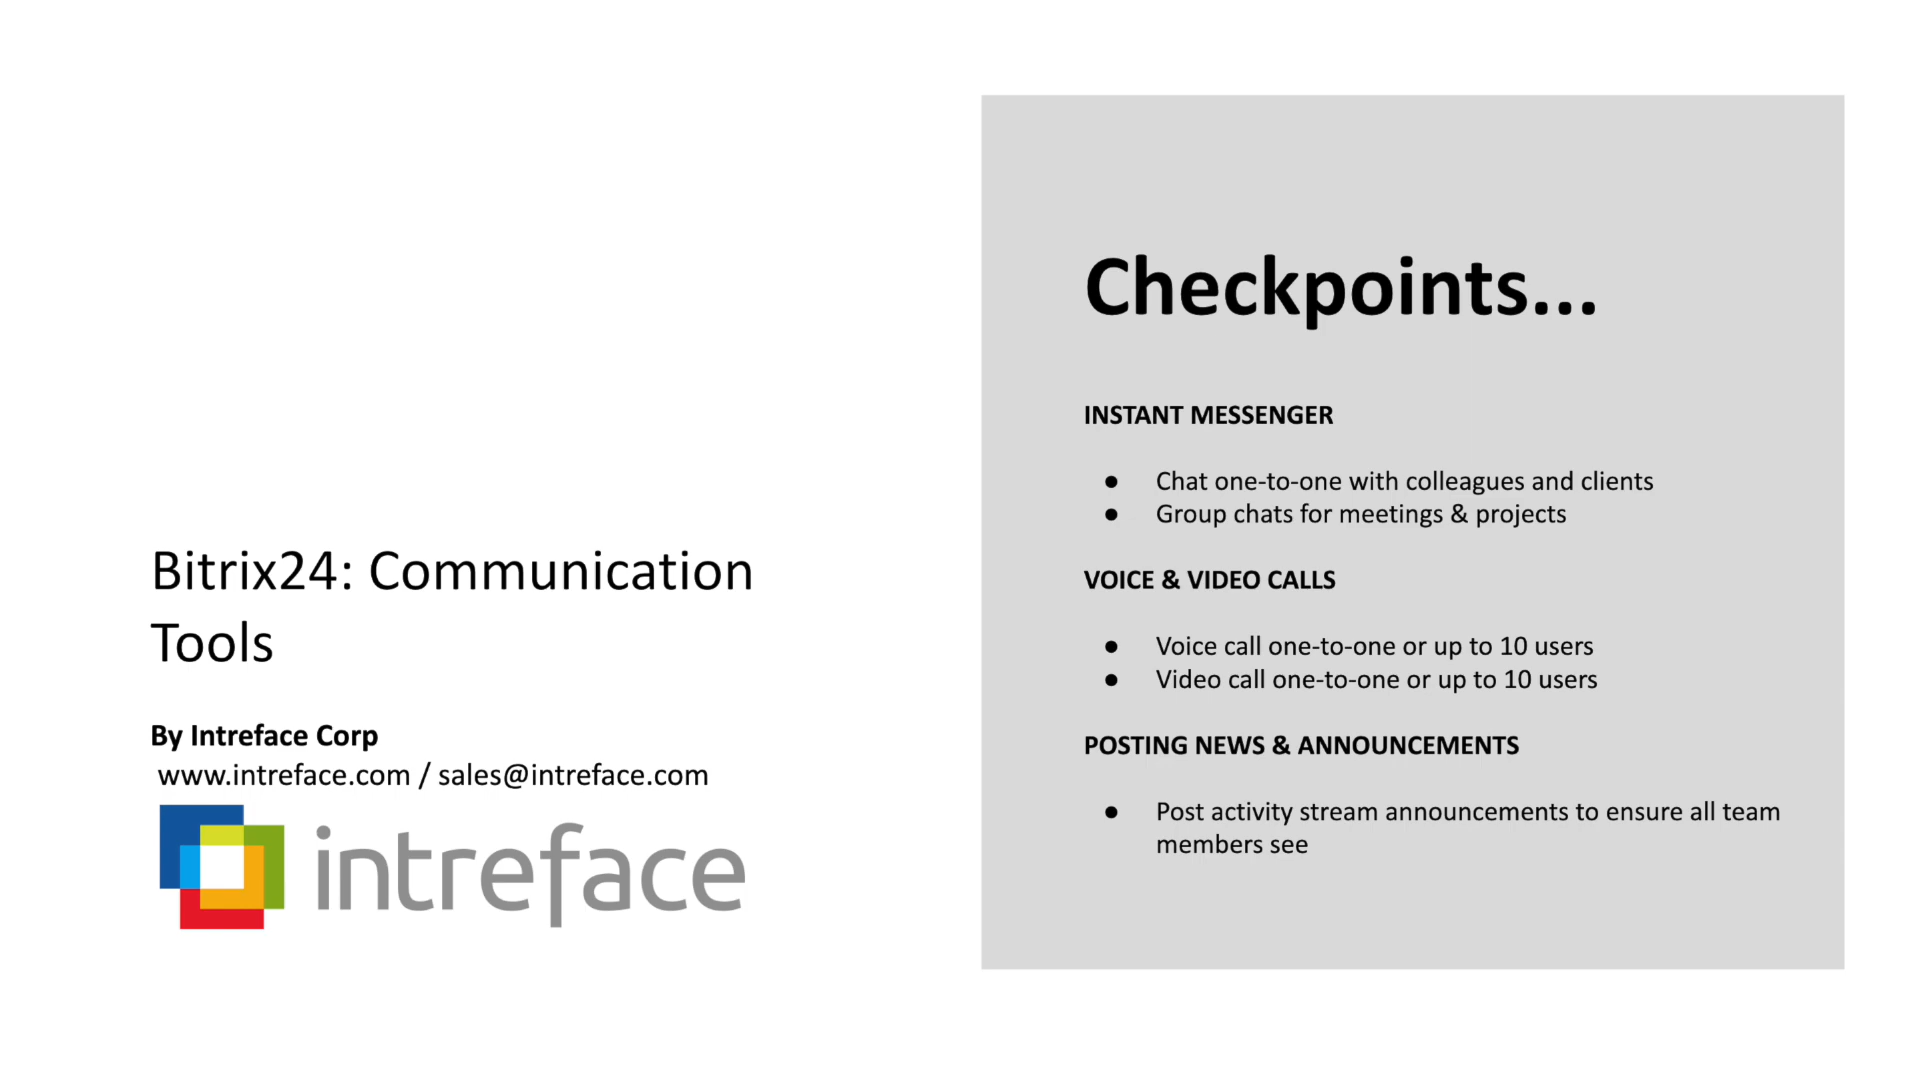 Bitrix24: Communication
Tools
By Intreface Corp
www.intreface.com / sales@intreface.com
intreface
Checkpoints...
INSTANT MESSENGER
● Chat one-to-one with colleagues and clients
● Group chats for meetings & projects
VOICE & VIDEO CALLS
● Voice call one-to-one or up to 10 users
● Video call one-to-one or up to 10 users
POSTING NEWS & ANNOUNCEMENTS
● Post activity stream announcements to ensure all team
members see